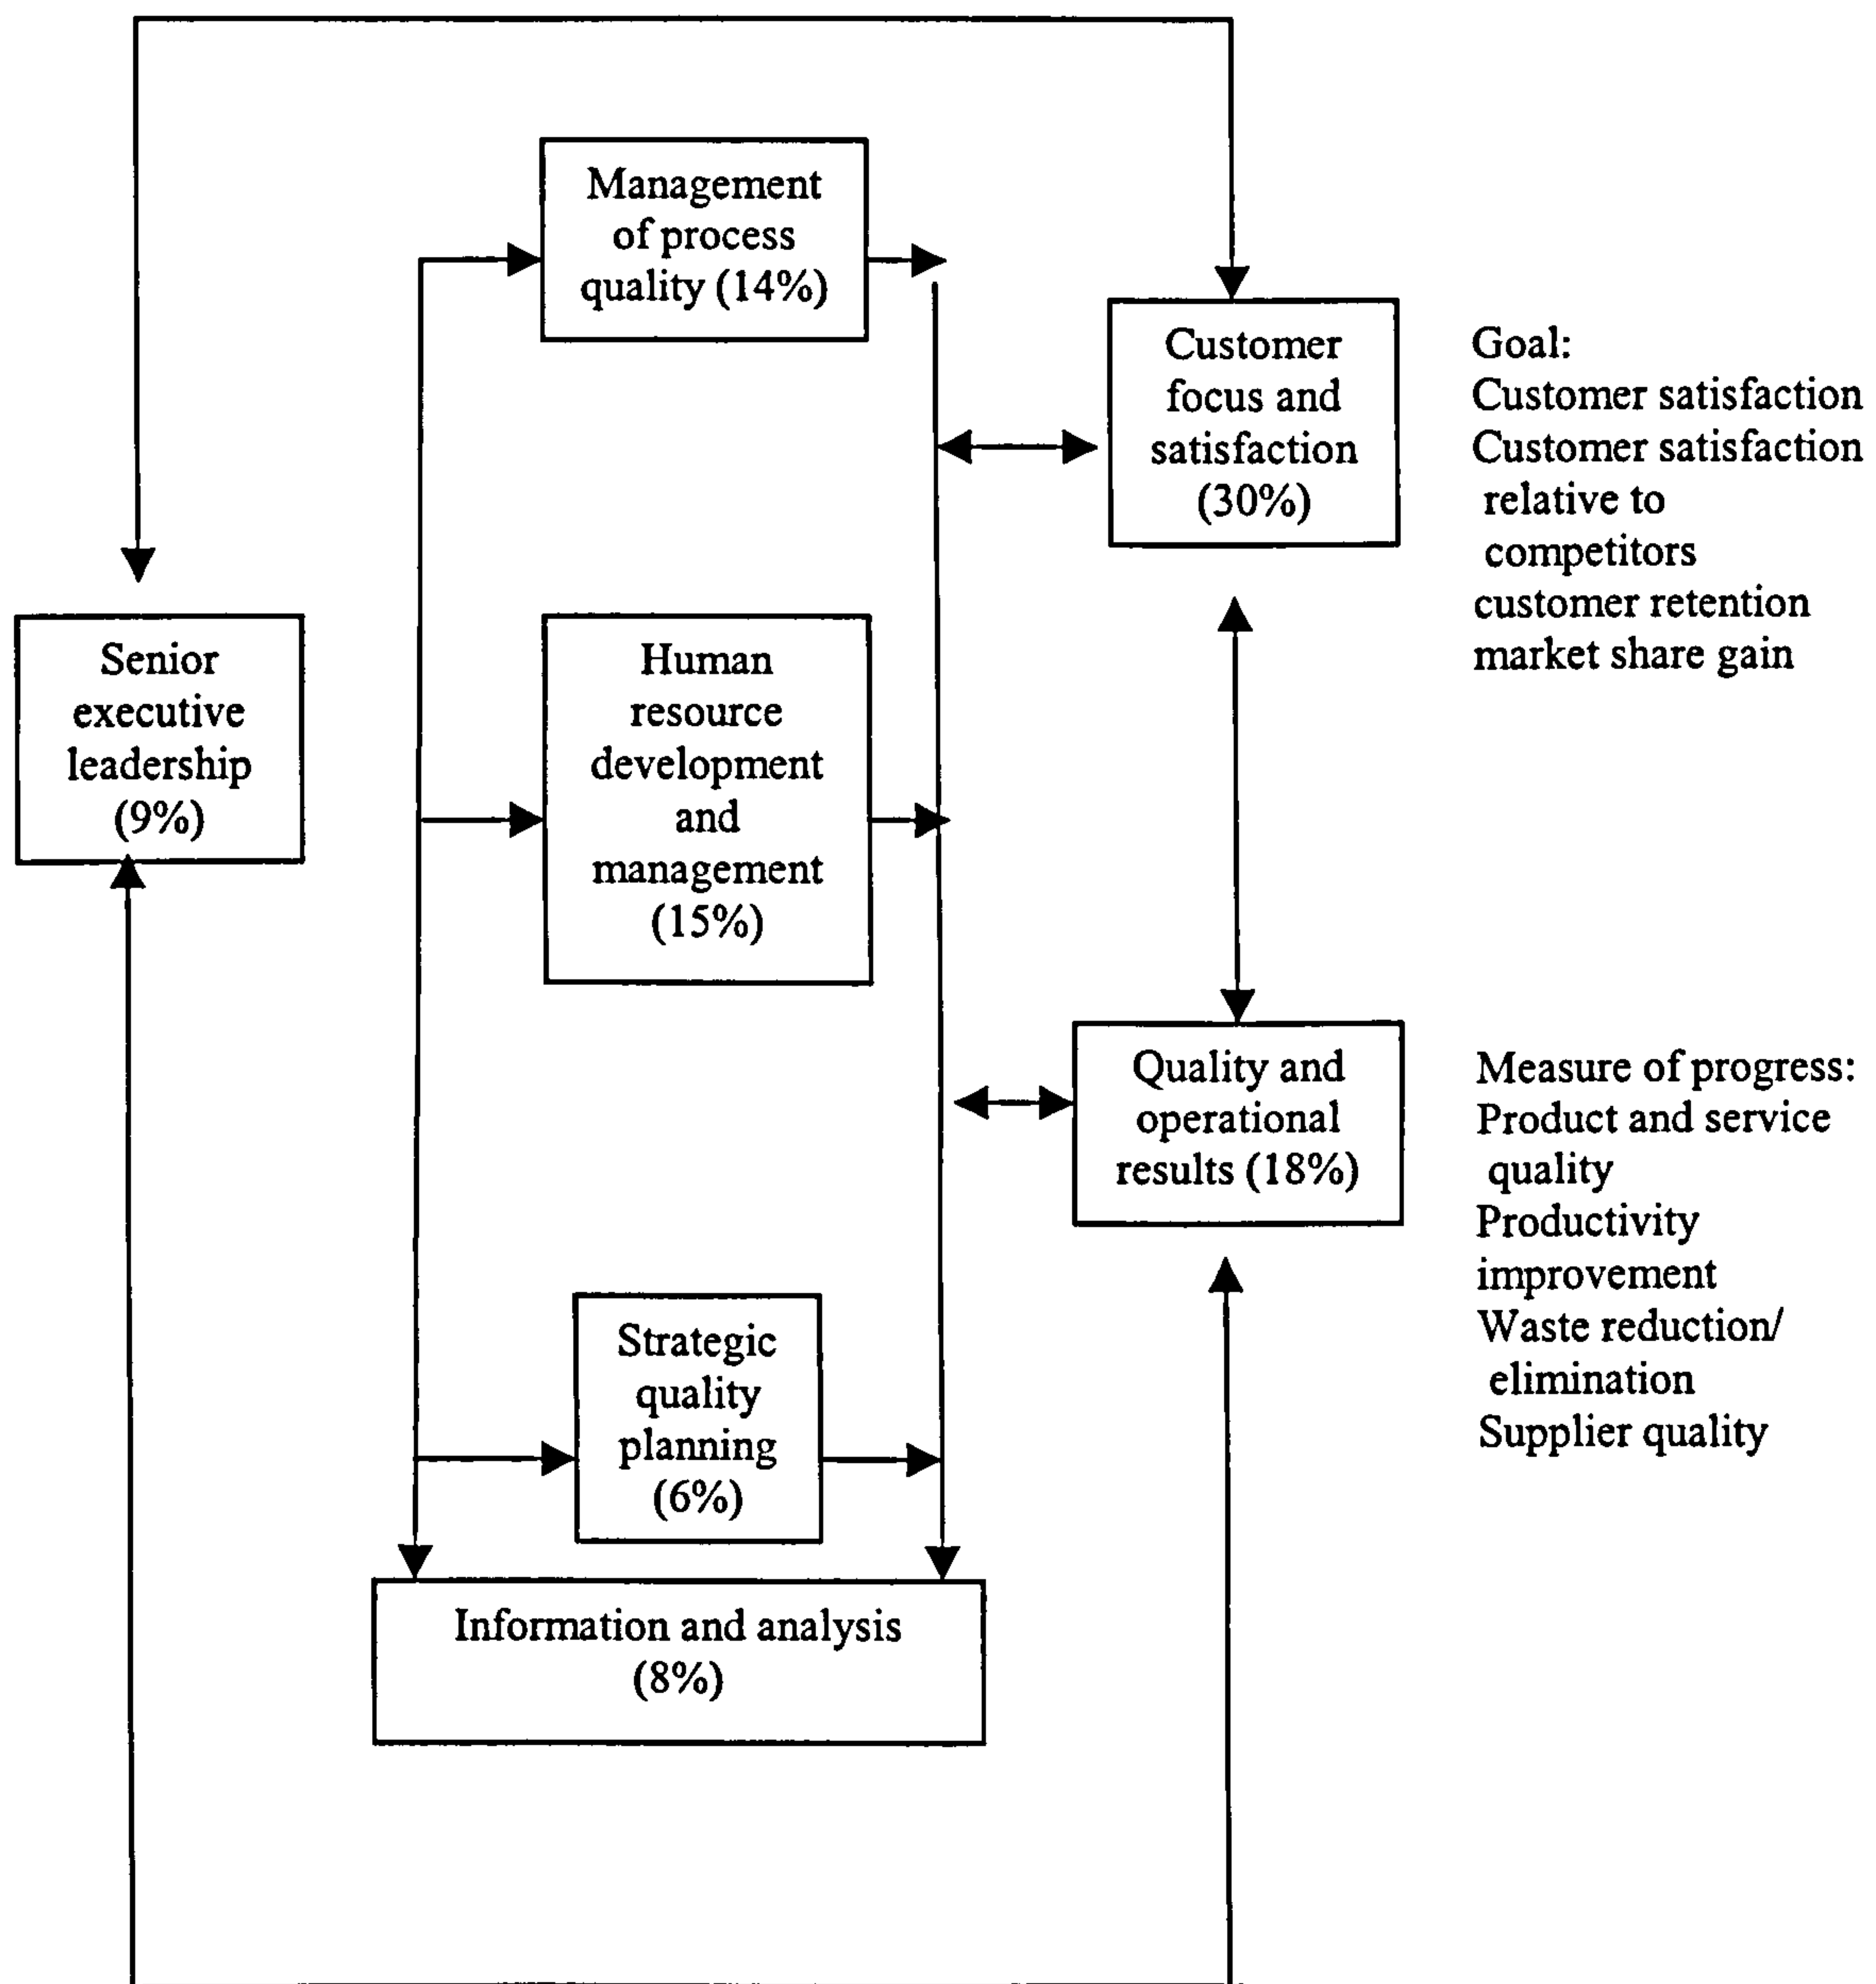 Management
of process
quality (14%)
Customer
focus and
satisfaction
(30%)
Goal:
Customer satisfaction
Customer satisfaction
relative to
competitors
customer retention
market share gain
Senior
executive
leadership
(9%)
Human
resource
development
and
management
(15%)
Quality and
operational
results (18%)
Measure of progress:
Product and service
quality
Productivity
improvement
Waste reduction/
elimination
Supplier quality
Strategic
quality
planning
(6%)
Information and analysis
(8%)